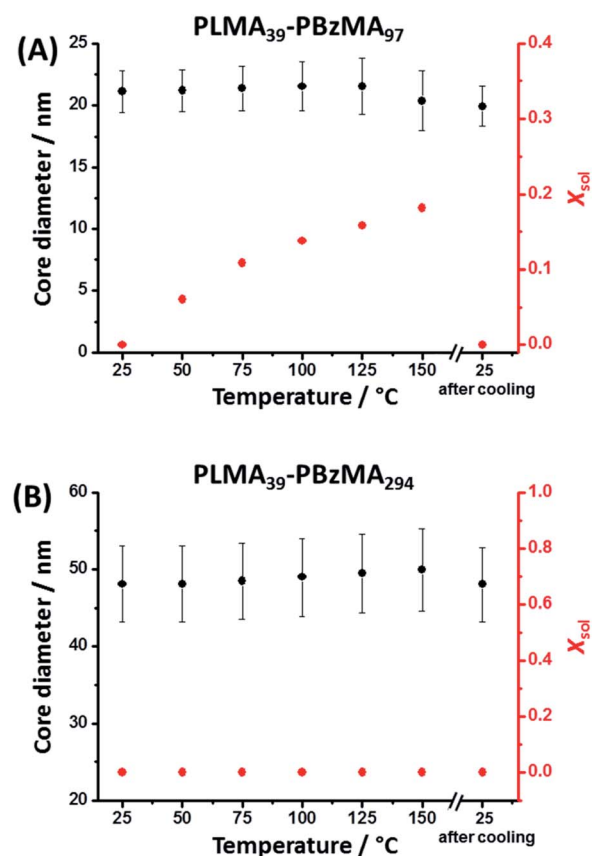 (A)
PLMA39-PBzMA97
Core diameter / nm
25
20
15
10
5
0
0.4
0.3
0.2
0.1
0.0
Xsol
25 50 75 100 125 150 25
after cooling
Temperature / °C
(B)
PLMA39-PBzMA294
Core diameter / nm
60
50
40
30
20
1.0
0.8
0.6
0.4
0.2
0.0
Xsol
25 50 75 100 125 150 25
after cooling
Temperature / °C